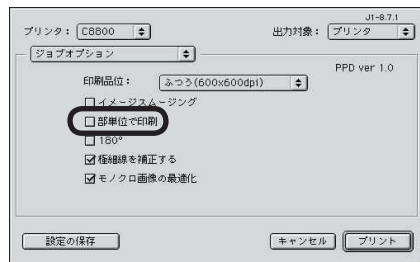 J1-8.7.1
プリンタ： C8800 出力対象： プリンタ
ジョブオプション
PPD ver 1.0
印刷品位： ふつう(600x600dpi)
イメージスムージング
部単位で印刷
180°
極細線を補正する
モノクロ画像の最適化
設定の保存 キャンセル プリント